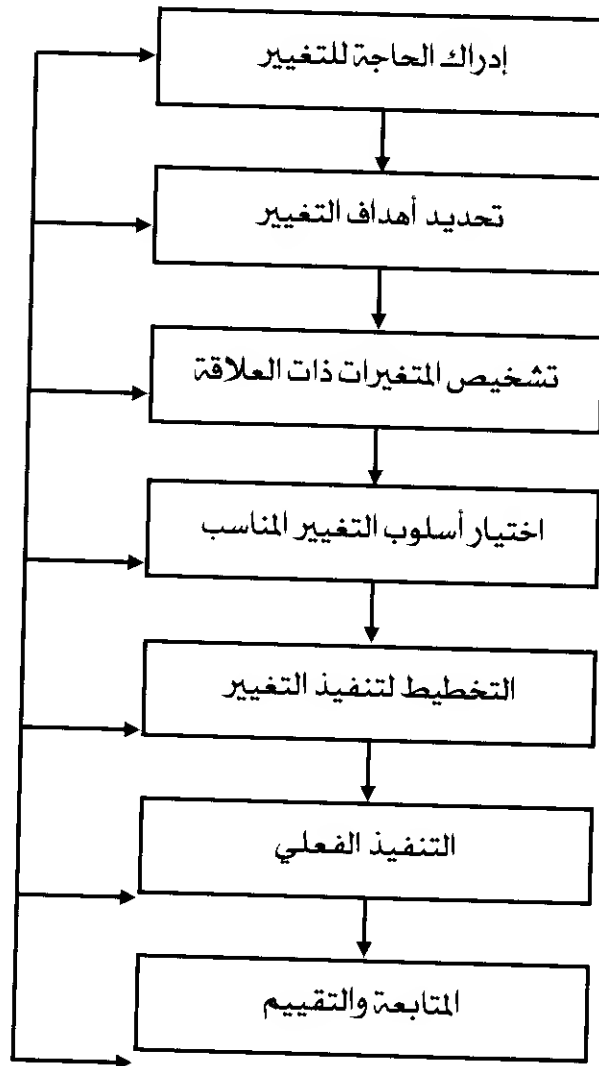 إدراك الحاجة للتغيير
تحديد أهداف التغيير
تشخيص المتغيرات ذات العلاقة
اختيار أسلوب التغيير المناسب
التخطيط لتنفيذ التغيير
التنفيذ الفعلي
المتابعة والتقييم